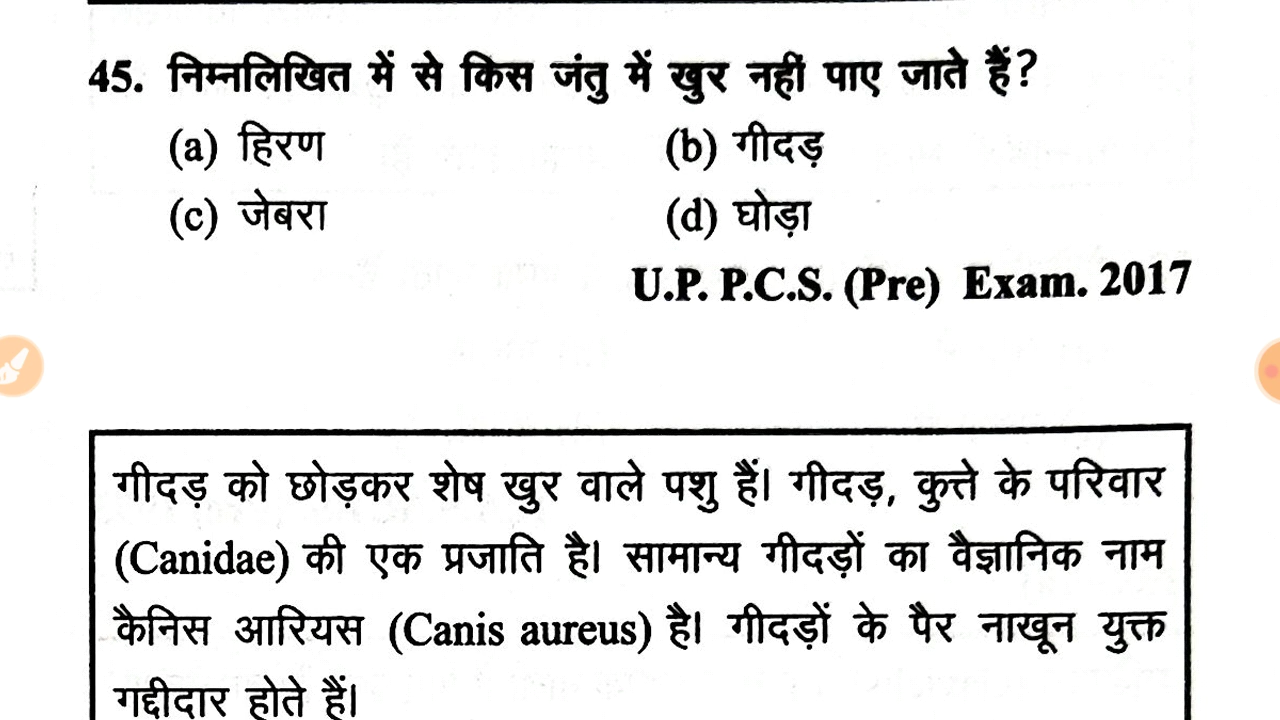 45. निम्नलिखित में से किस जंतु में खुर नहीं पाए जाते हैं?
(a) हिरण (b) गीदड़
(c) जेबरा (d) घोड़ा
U.P. P.C.S. (Pre) Exam. 2017
गीदड़ को छोड़कर शेष खुर वाले पशु हैं। गीदड़, कुत्ते के परिवार
(Canidae) की एक प्रजाति है। सामान्य गीदड़ों का वैज्ञानिक नाम
कैनिस आरियस (Canis aureus) है। गीदड़ों के पैर नाखून युक्त
गद्दीदार होते हैं।